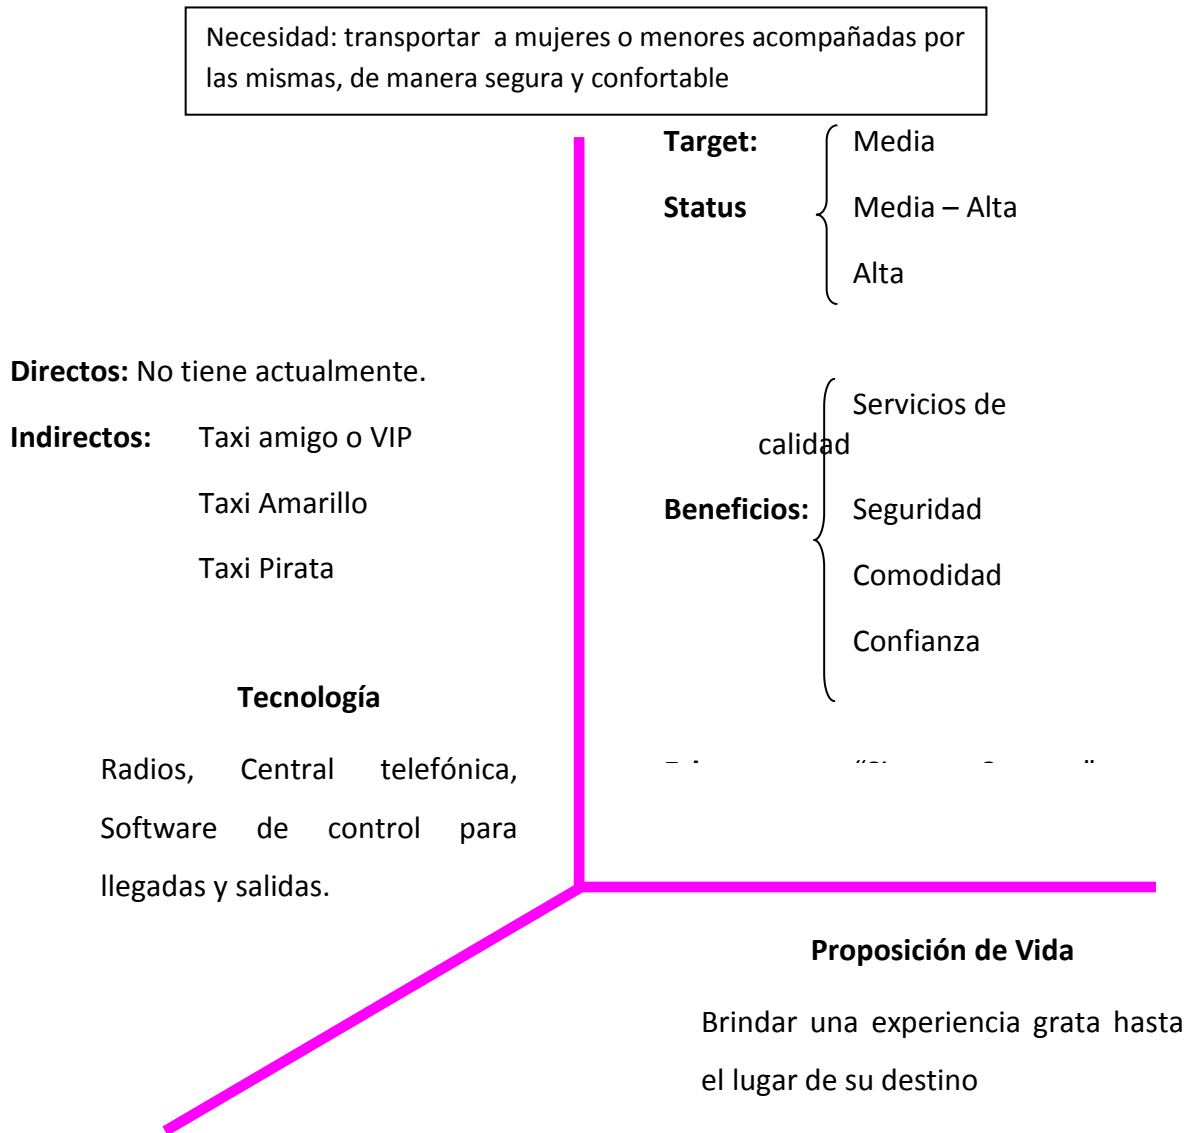 Necesidad: transportar a mujeres o menores acompañadas por
las mismas, de manera segura y confortable
Target:
Media
Status
Media – Alta
Alta
Directos: No tiene actualmente.
Indirectos:
Taxi amigo o VIP
Taxi Amarillo
Taxi Pirata
Servicios de
calidad
Beneficios:
Seguridad
Comodidad
Confianza
Tecnología
Radios, Central telefónica,
Software de control para
llegadas y salidas.
Proposición de Vida
Brindar una experiencia grata hasta
el lugar de su destino